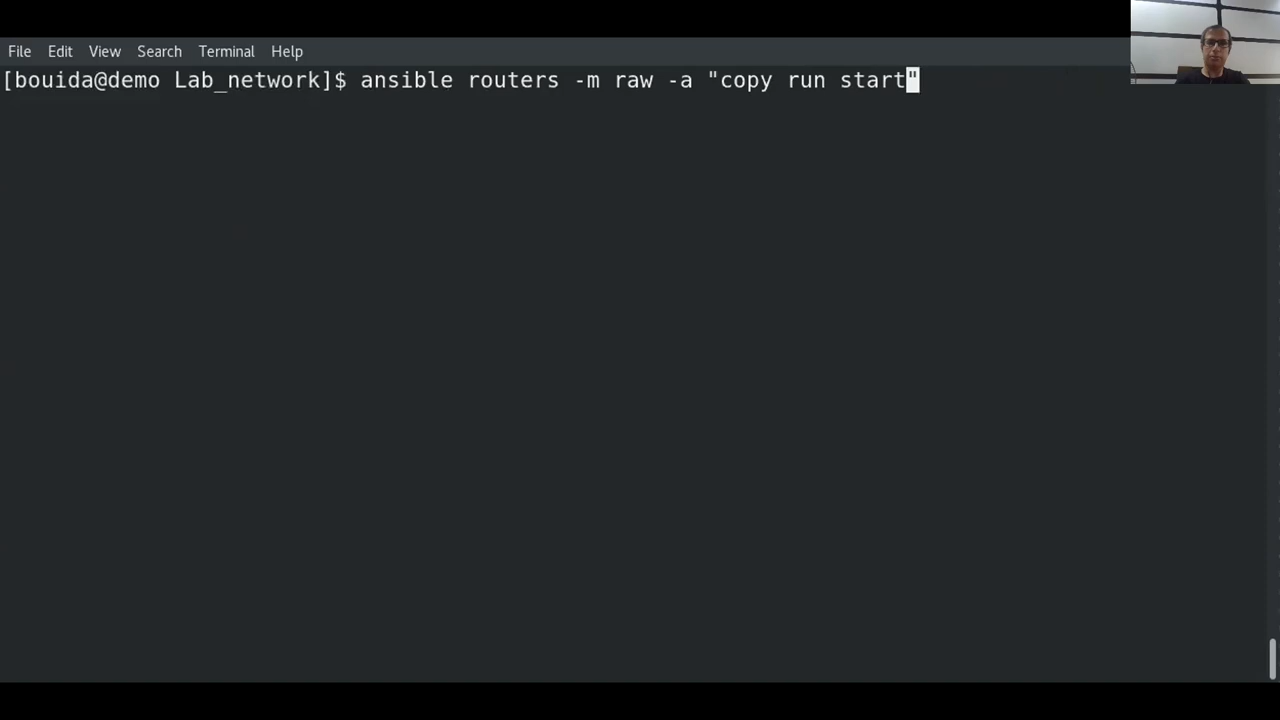 File Edit View Search Terminal Help
[bouida@demo Lab_network]$ ansible routers -m raw -a "copy run start"